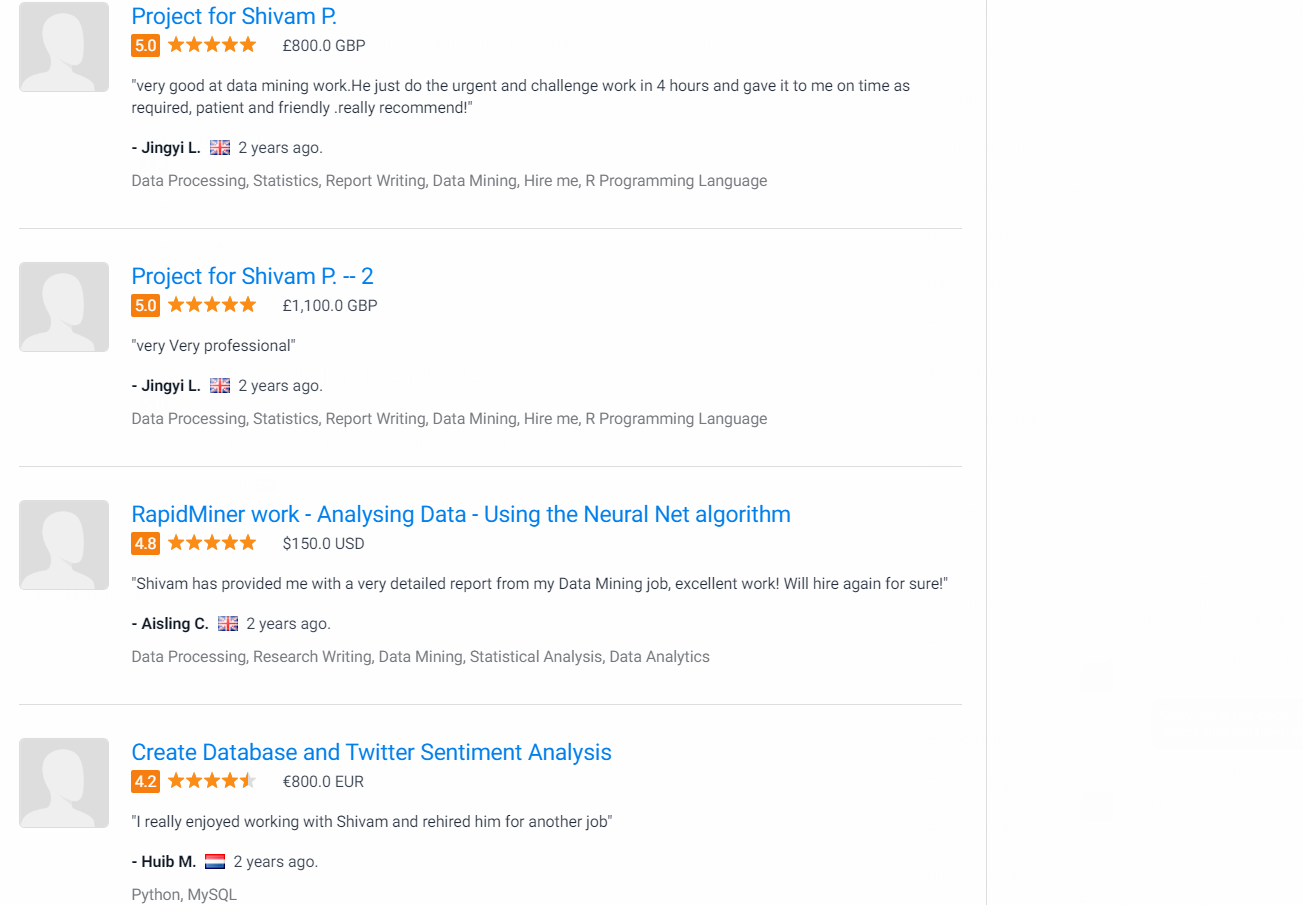 Project for Shivam P.
5.0 £800.0 GBP
"very good at data mining work.He just do the urgent and challenge work in 4 hours and gave it to me on time as
required, patient and friendly .really recommend!"
- Jingyi L. 2 years ago.
Data Processing, Statistics, Report Writing, Data Mining, Hire me, R Programming Language
Project for Shivam P. -- 2
5.0 £1,100.0 GBP
"very Very professional"
- Jingyi L. 2 years ago.
Data Processing, Statistics, Report Writing, Data Mining, Hire me, R Programming Language
RapidMiner work - Analysing Data - Using the Neural Net algorithm
4.8 $150.0 USD
"Shivam has provided me with a very detailed report from my Data Mining job, excellent work! Will hire again for sure!"
- Aisling C. 2 years ago.
Data Processing, Research Writing, Data Mining, Statistical Analysis, Data Analytics
Create Database and Twitter Sentiment Analysis
4.2 €800.0 EUR
"I really enjoyed working with Shivam and rehired him for another job"
- Huib M. 2 years ago.
Python, MySQL